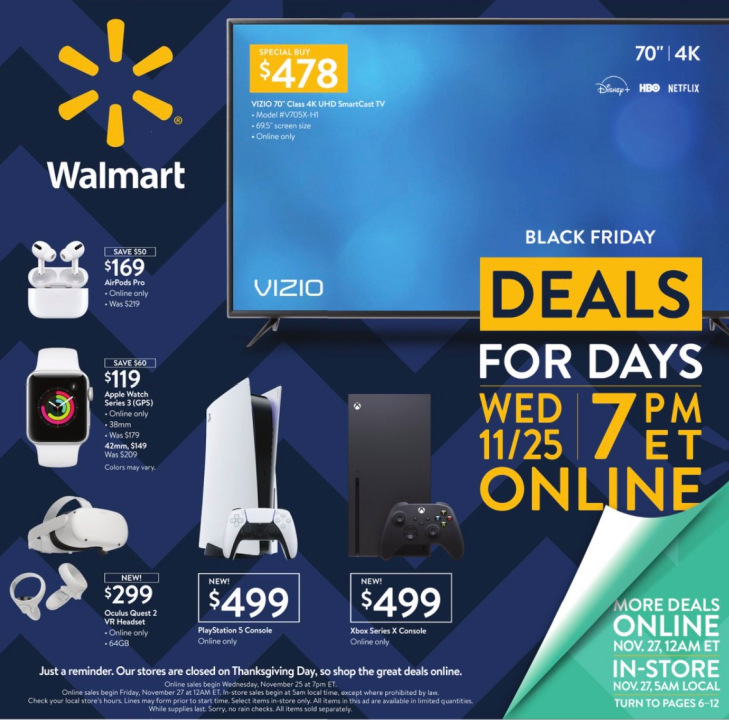 Walmart
SPECIAL BUY
$478
VIZIO 70" Class 4K UHD SmartCast TV
• Model #V705X-H1
• 69.5" screen size
• Online only
70" | 4K
Disney+ HBO NETFLIX
VIZIO
BLACK FRIDAY
DEALS
FOR DAYS
WED
11/25
7 PM
ET
ONLINE
SAVE $50
$169
AirPods Pro
• Online only
• Was $219
SAVE $60
$119
Apple Watch
Series 3 (GPS)
• Online only
• 38mm
• Was $179
42mm, $149
Was $209
Colors may vary.
NEW!
$299
Oculus Quest 2
VR Headset
• Online only
• 64GB
NEW!
$499
PlayStation 5 Console
Online only
NEW!
$499
Xbox Series X Console
Online only
MORE DEALS
ONLINE
NOV. 27, 12AM ET
IN-STORE
NOV. 27, 5AM LOCAL
TURN TO PAGES 6–12
Just a reminder. Our stores are closed on Thanksgiving Day, so shop the great deals online.
Online sales begin Wednesday, November 25 at 7pm ET.
Online sales begin Friday, November 27 at 12AM ET. In-store sales begin at 5am local time, except where prohibited by law.
Check your local store's hours. Lines may form prior to start time. Select items in-store only. All items in this ad are available in limited quantities.
While supplies last. Sorry, no rain checks. All items sold separately.